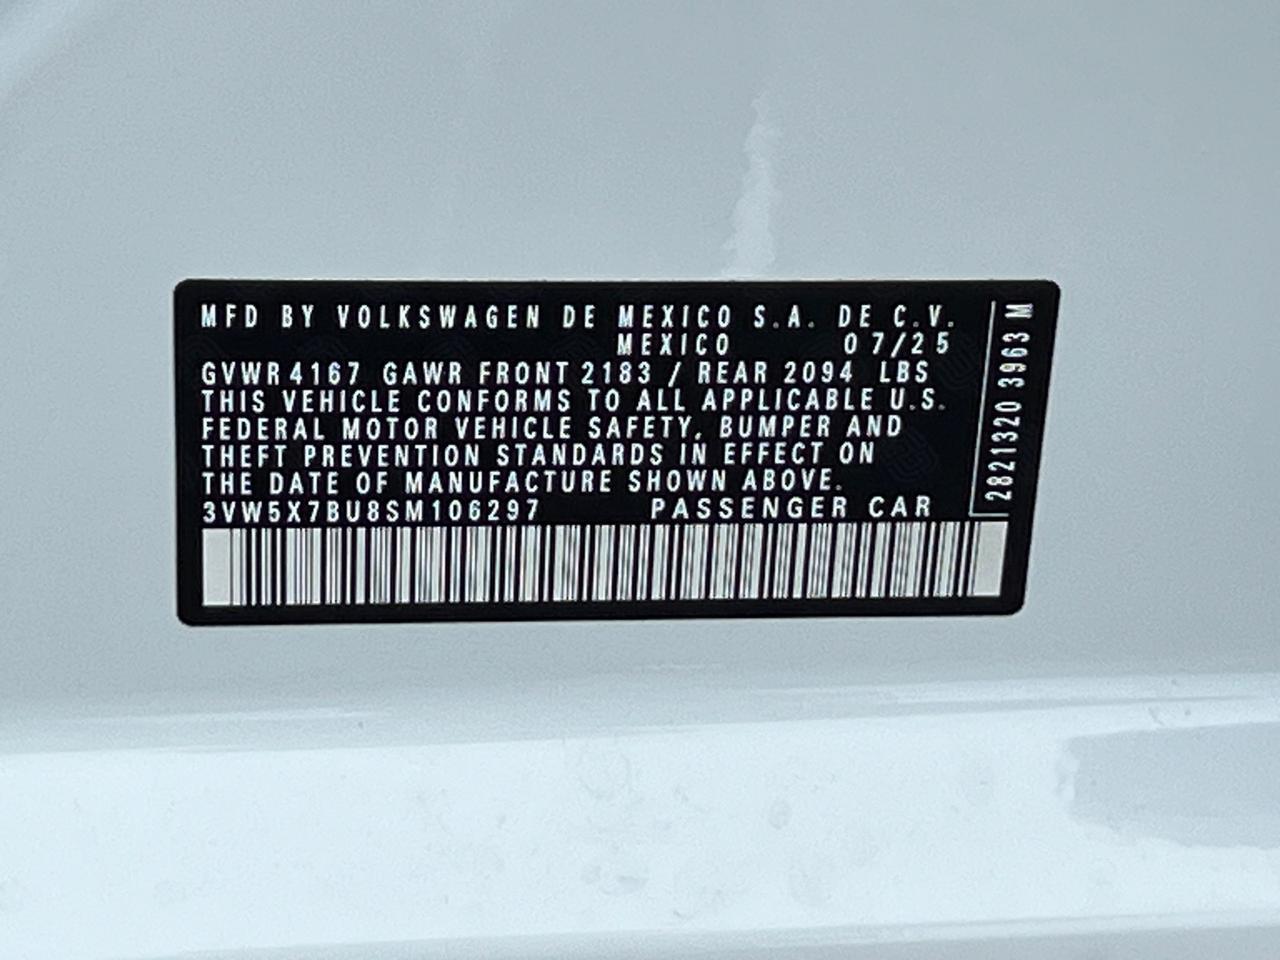 MFD BY VOLKSWAGEN DE MEXICO S.A. DE C.V.
MEXICO 07/25
GVWR 4167 GAWR FRONT 2183 / REAR 2094 LBS
THIS VEHICLE CONFORMS TO ALL APPLICABLE U.S.
FEDERAL MOTOR VEHICLE SAFETY, BUMPER AND
THEFT PREVENTION STANDARDS IN EFFECT ON
THE DATE OF MANUFACTURE SHOWN ABOVE.
3VW5X7BU8SM106297 PASSENGER CAR
2821320 3963 M